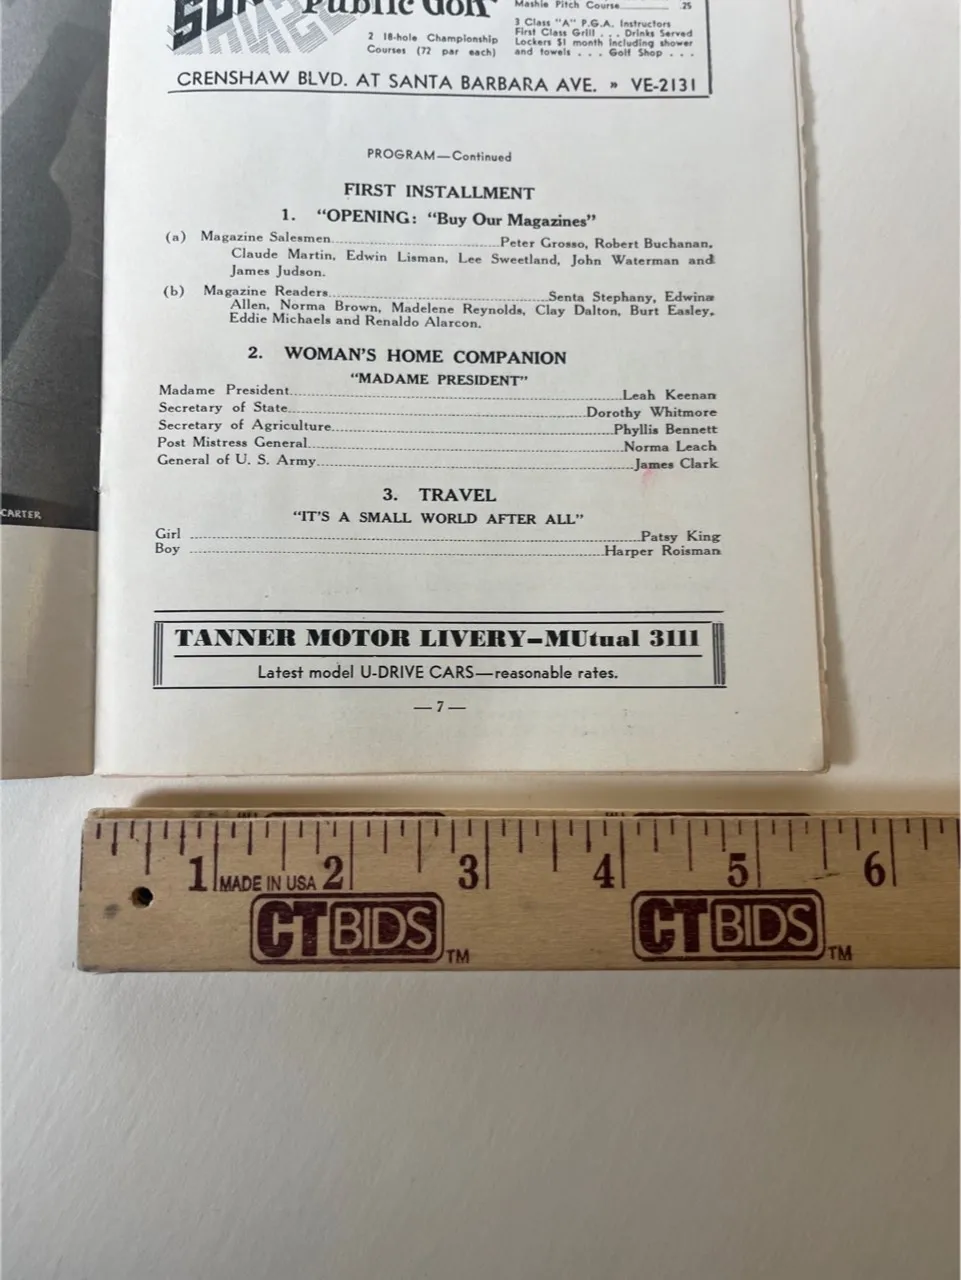 Public Golf
Mashie Pitch Course .25
2 18-hole Championship
Courses (72 par each)
3 Class "A" P.G.A. Instructors
First Class Grill . . . Drinks Served
Lockers $1 month including shower
and towels . . . Golf Shop . . .
CRENSHAW BLVD. AT SANTA BARBARA AVE. » VE-2131
PROGRAM—Continued
FIRST INSTALLMENT
1. "OPENING: "Buy Our Magazines"
(a) Magazine Salesmen Peter Grosso, Robert Buchanan,
Claude Martin, Edwin Lisman, Lee Sweetland, John Waterman and
James Judson.
(b) Magazine Readers Senta Stephany, Edwina
Allen, Norma Brown, Madelene Reynolds, Clay Dalton, Burt Easley,
Eddie Michaels and Renaldo Alarcon.
2. WOMAN'S HOME COMPANION
"MADAME PRESIDENT"
Madame President Leah Keenan
Secretary of State Dorothy Whitmore
Secretary of Agriculture Phyllis Bennett
Post Mistress General Norma Leach
General of U. S. Army James Clark
3. TRAVEL
"IT'S A SMALL WORLD AFTER ALL"
Girl Patsy King
Boy Harper Roisman
TANNER MOTOR LIVERY—MUtual 3111
Latest model U-DRIVE CARS—reasonable rates.
— 7 —
CARTER
1 MADE IN USA 2 3 4 5 6
CTBIDS TM CTBIDS TM